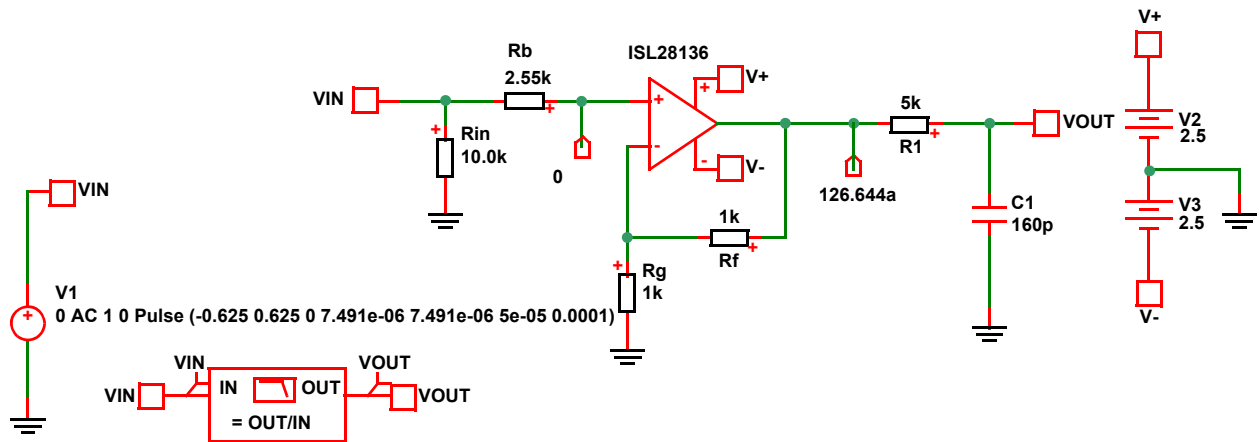 ISL28136
V+
Rb
2.55k
V+
+
VIN
+
+
5k
VOUT
V2
2.5
+
Rin
10.0k
-
-
V-
+
R1
0
126.644a
VIN
C1
160p
V3
2.5
1k
+
Rf
+
Rg
1k
V1
+
0 AC 1 0 Pulse (-0.625 0.625 0 7.491e-06 7.491e-06 5e-05 0.0001)
V-
VIN
VOUT
VIN
IN
OUT
VOUT
= OUT/IN